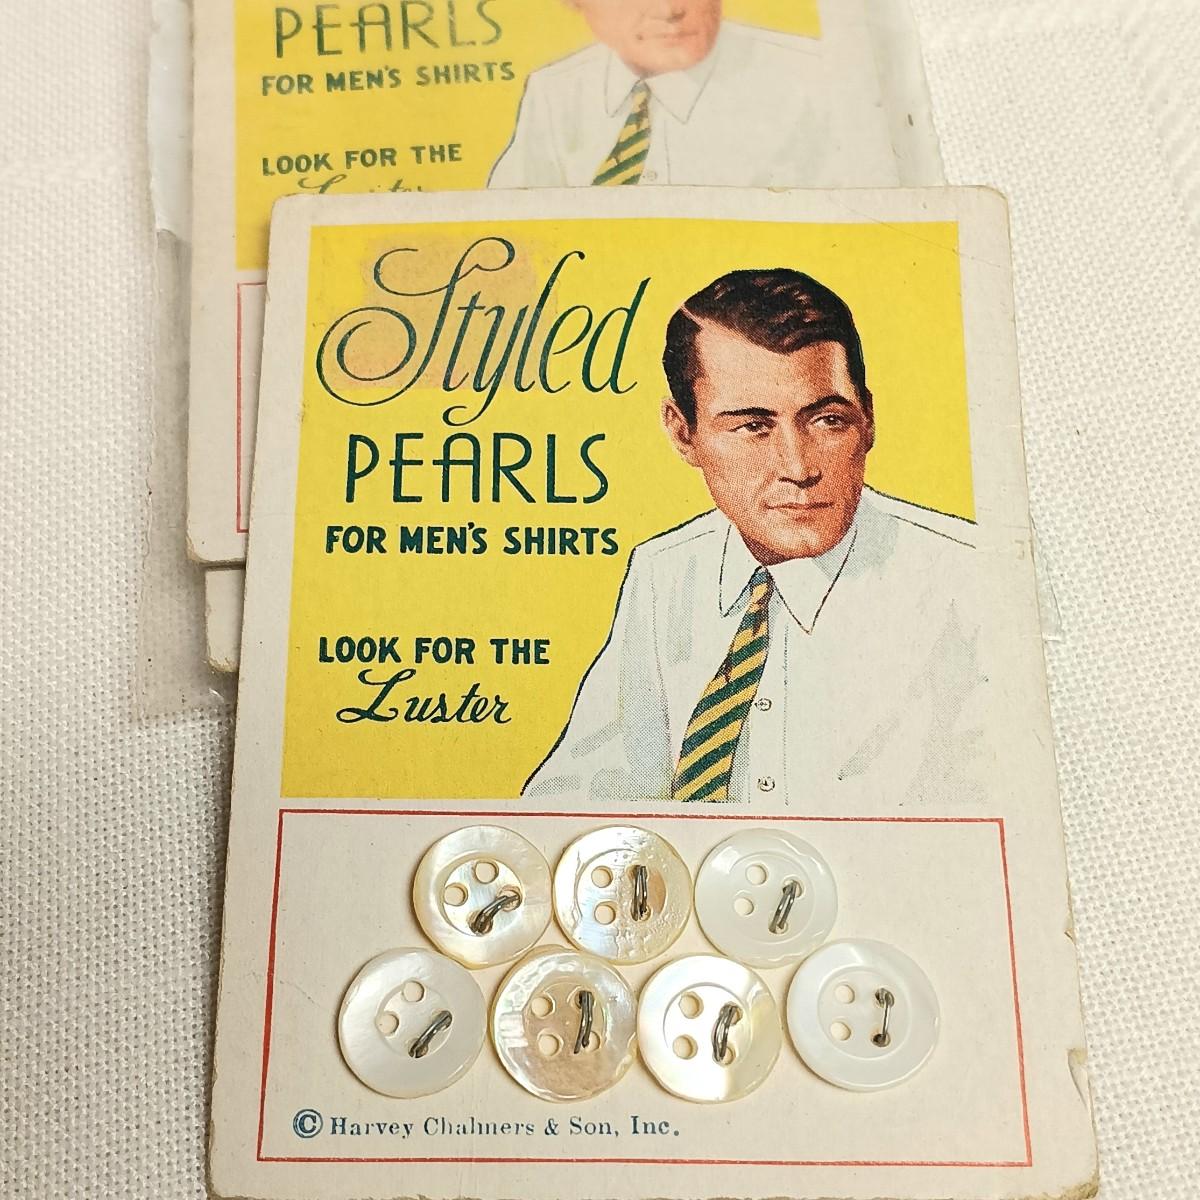 PEARLS
FOR MEN'S SHIRTS
LOOK FOR THE
Luster
Styled
PEARLS
FOR MEN'S SHIRTS
LOOK FOR THE
Luster
© Harvey Chalmers & Son, Inc.